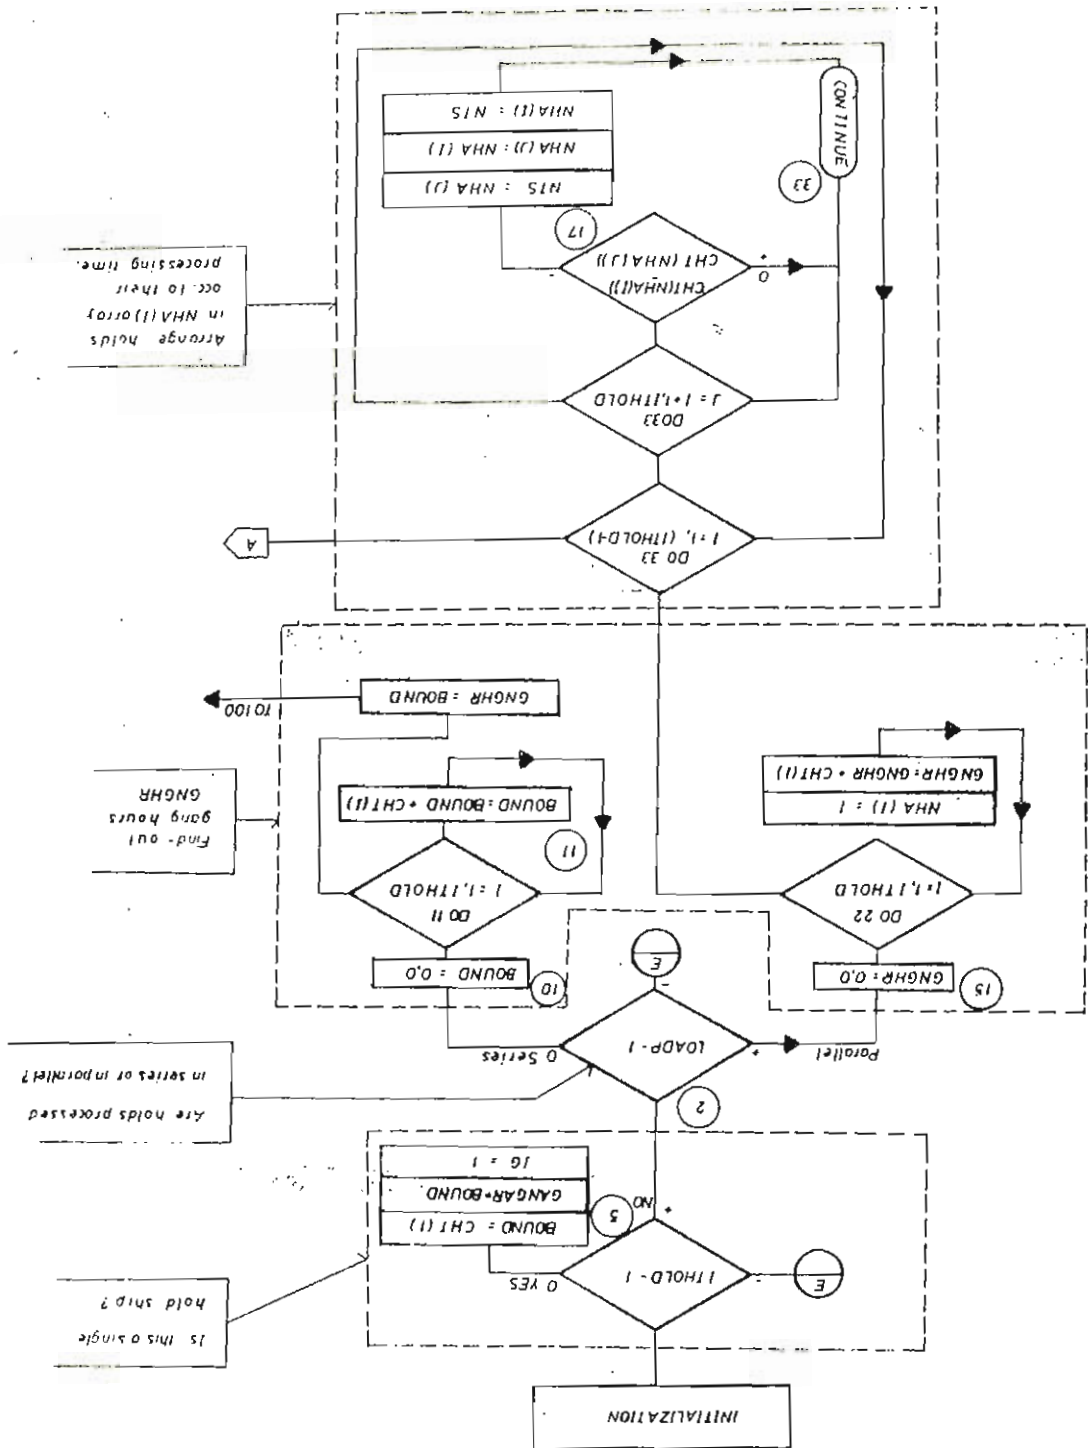 INITIALIZATION
E
-
ITHOLD-1
0 YES
+
NO
5
BOUND = CHT (1)
GANGAR=BOUND
IG = 1
Is this a single
hold ship?
2
Parallel
+
LOADP-1
0 Series
-
E
Are holds processed
in series or in parallel?
15
GNGHR = 0,0
DO 22
I=1,ITHOLD
NHA (I) = I
GNGHR=GNGHR + CHT(I)
10
BOUND = 0,0
DO 11
I = 1, ITHOLD
11
BOUND=BOUND + CHT(I)
GNGHR = BOUND
TO 100
Find- out
gang hours
GNGHR
DO 33
I=1, (ITHOLD-1)
A
DO33
J = I+1,ITHOLD
+
0
CHT(NHA(I))
-
CHT (NHA(J))
-
17
33
CONTINUE
NTS = NHA (J)
NHA (J) = NHA (I)
NHA (I) = NTS
Arrange holds
in NHA(I) array
acc. to their
processing time.